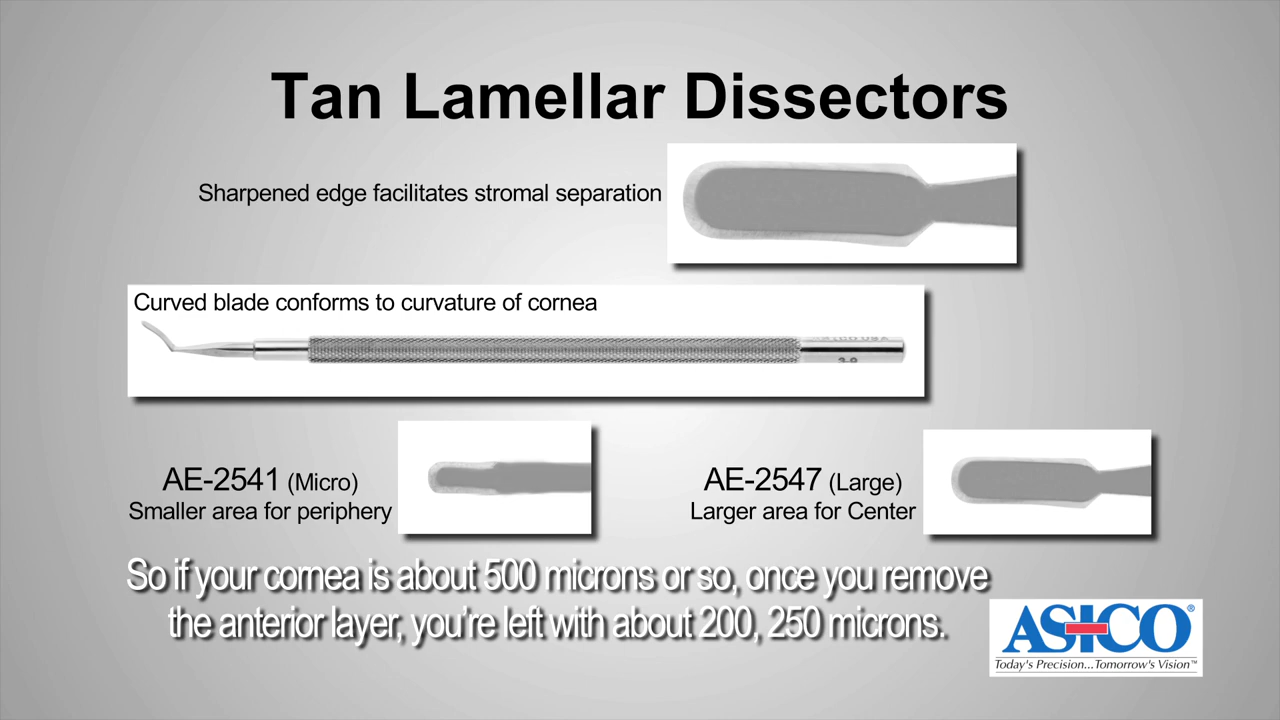 Tan Lamellar Dissectors
Sharpened edge facilitates stromal separation
Curved blade conforms to curvature of cornea
AE-2541 (Micro)
Smaller area for periphery
AE-2547 (Large)
Larger area for Center
So if your cornea is about 500 microns or so, once you remove
the anterior layer, you're left with about 200, 250 microns.
ASICO®
Today's Precision...Tomorrow's Vision™